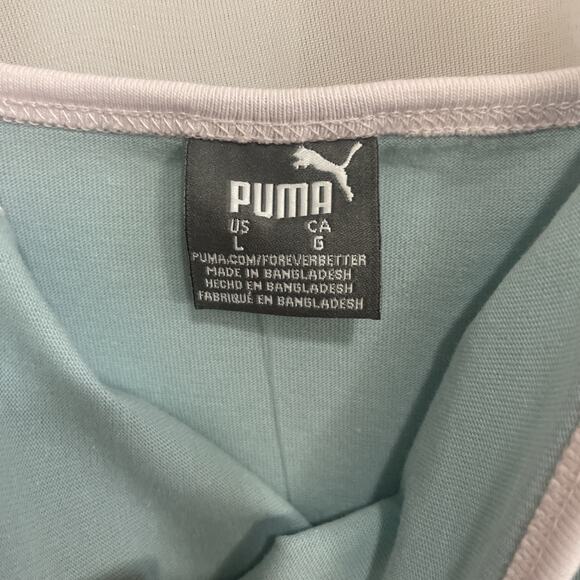 PUMA
US CA
L G
PUMA.COM/FOREVERBETTER
MADE IN BANGLADESH
HECHO EN BANGLADESH
FABRIQUÉ EN BANGLADESH